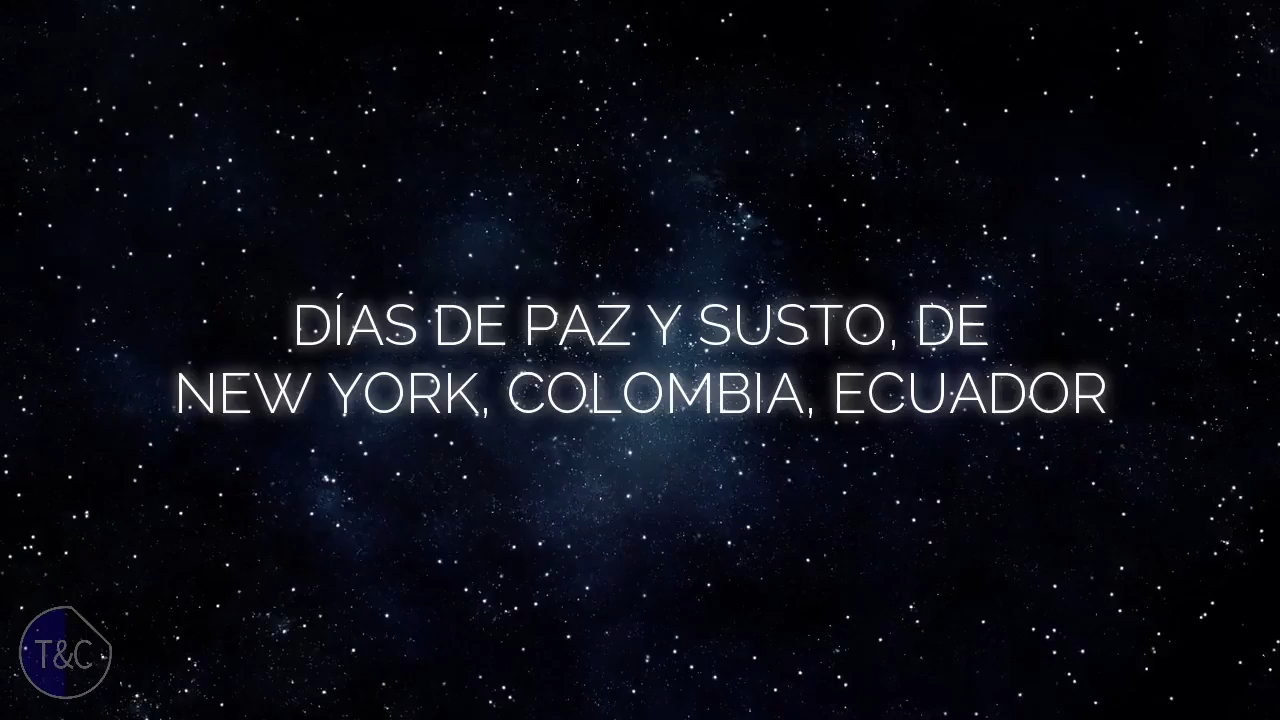 DÍAS DE PAZ Y SUSTO, DE
NEW YORK, COLOMBIA, ECUADOR
T&C